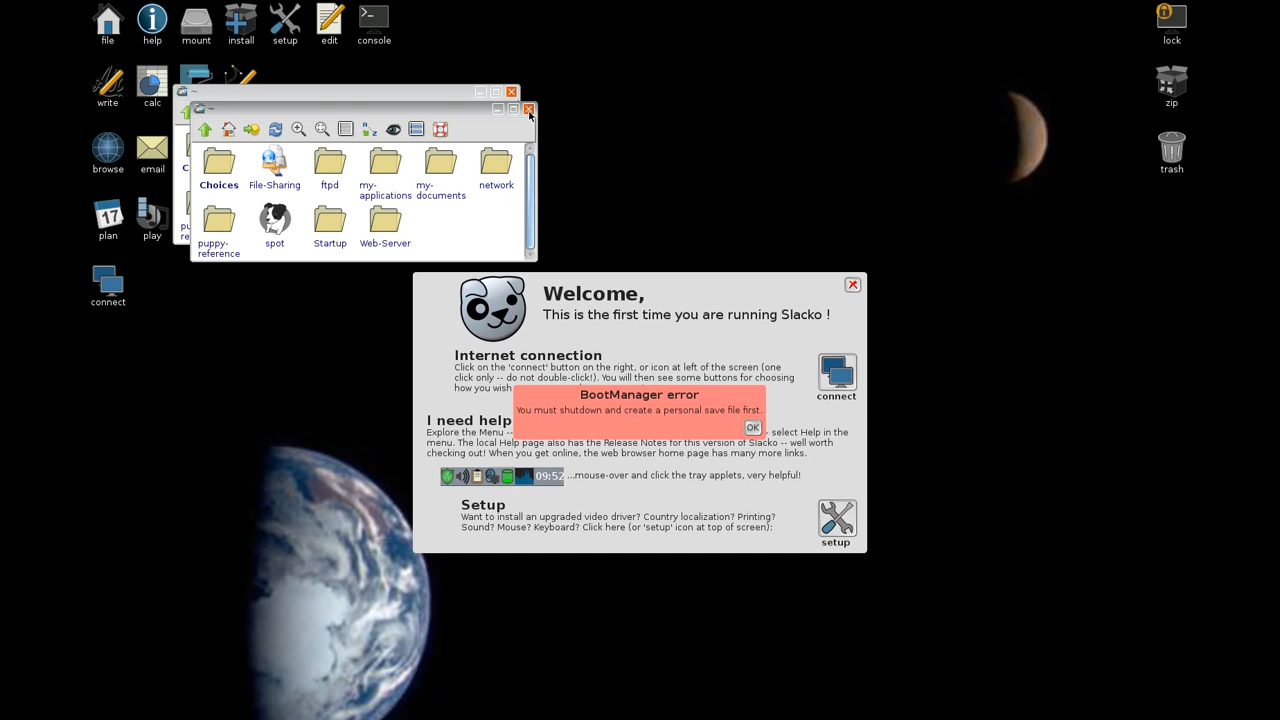 file
help
mount
install
setup
edit
console
lock
write
calc
zip
~
~
Choices
File-Sharing
ftpd
my-applications
my-documents
network
puppy-reference
spot
Startup
Web-Server
browse
email
trash
plan
17
play
connect
Welcome,
This is the first time you are running Slacko !
Internet connection
Click on the 'connect' button on the right, or icon at left of the screen (one
click only -- do not double-click!). You will then see some buttons for choosing
how you wish
connect
BootManager error
You must shutdown and create a personal save file first.
OK
I need help
Explore the Menu -- - select Help in the
menu. The local Help page also has the Release Notes for this version of Slacko -- well worth
checking out! When you get online, the web browser home page has many more links.
09:52 ...mouse-over and click the tray applets, very helpful!
Setup
Want to install an upgraded video driver? Country localization? Printing?
Sound? Mouse? Keyboard? Click here (or 'setup' icon at top of screen):
setup